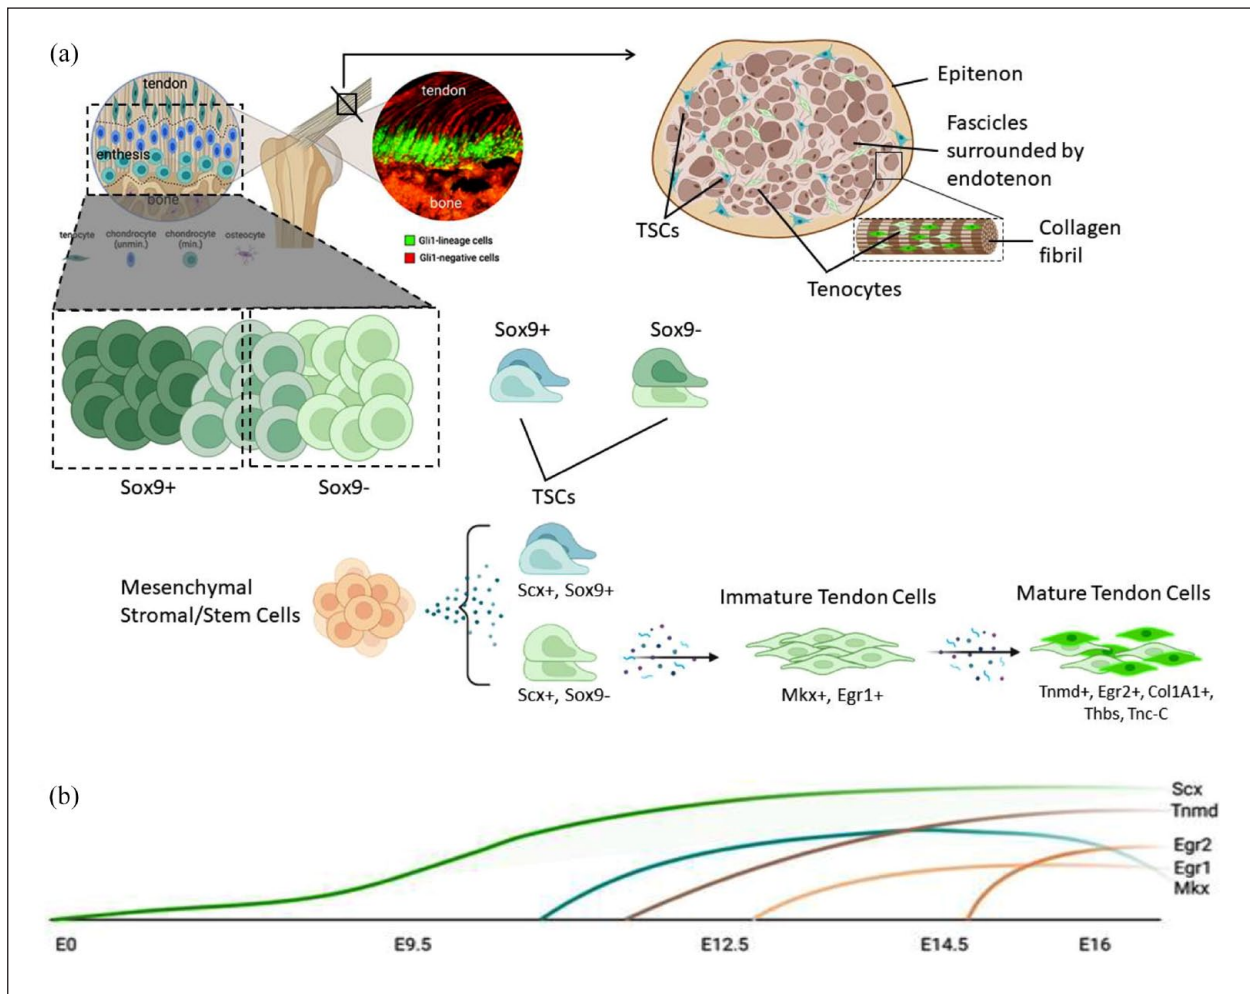 (a)
tendon
enthesis
bone
tenocyte
chondrocyte
(unmin.)
chondrocyte
(min.)
osteocyte
tendon
bone
Gli1-lineage cells
Gli1-negative cells
Epitenon
Fascicles
surrounded by
endotenon
TSCs
Collagen
fibril
Tenocytes
Sox9+
Sox9-
Sox9+
Sox9-
TSCs
Mesenchymal
Stromal/Stem Cells
Scx+, Sox9+
Scx+, Sox9-
Immature Tendon Cells
Mkx+, Egr1+
Mature Tendon Cells
Tnmd+, Egr2+, Col1A1+,
Thbs, Tnc-C
(b)
Scx
Tnmd
Egr2
Egr1
Mkx
E0
E9.5
E12.5
E14.5
E16